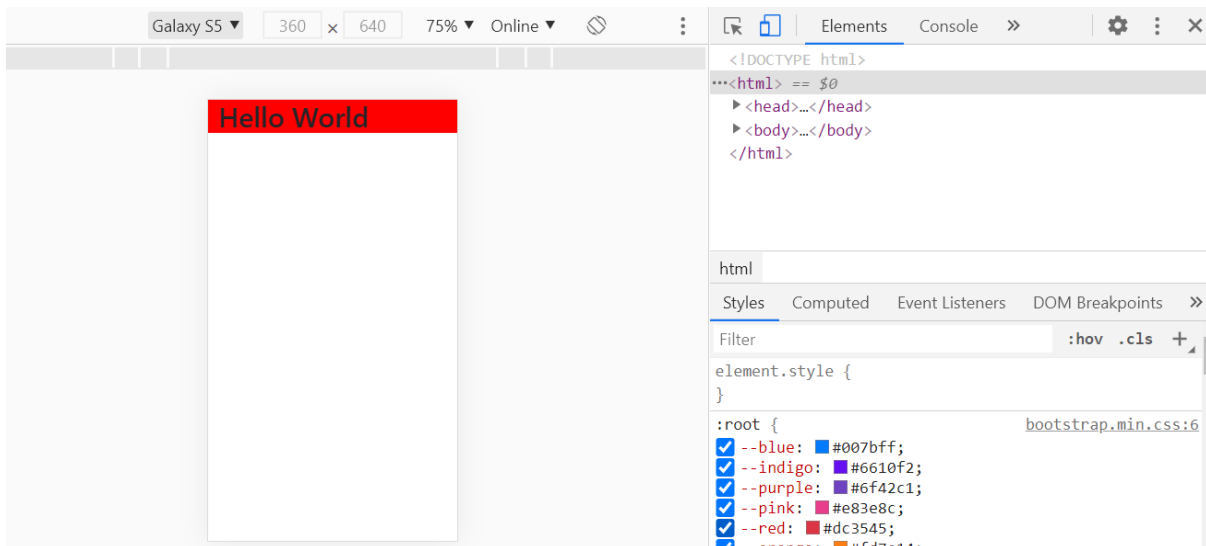 Galaxy S5 ▼ 360 × 640 75% ▼ Online ▼
Hello World
Elements Console »
<!DOCTYPE html>
···<html> == $0
▶<head>…</head>
▶<body>…</body>
</html>
html
Styles Computed Event Listeners DOM Breakpoints »
Filter :hov .cls +
element.style {
}
:root { bootstrap.min.css:6
--blue: #007bff;
--indigo: #6610f2;
--purple: #6f42c1;
--pink: #e83e8c;
--red: #dc3545;